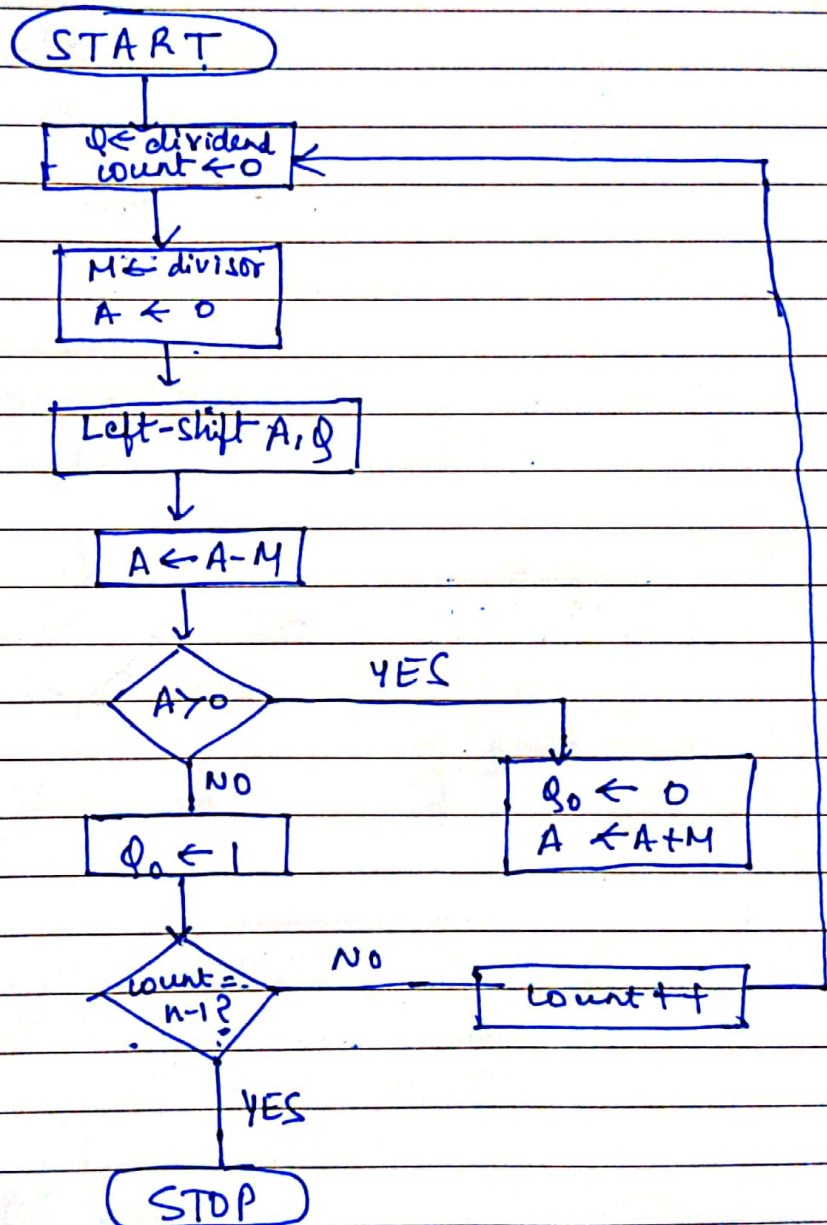 START
Q ← dividend
count ← 0
M ← divisor
A ← 0
Left-shift A, Q
A ← A-M
A>0
YES
NO
Q₀ ← 0
A ← A+M
Q₀ ← 1
count =
n-1?
NO
count ++
YES
STOP